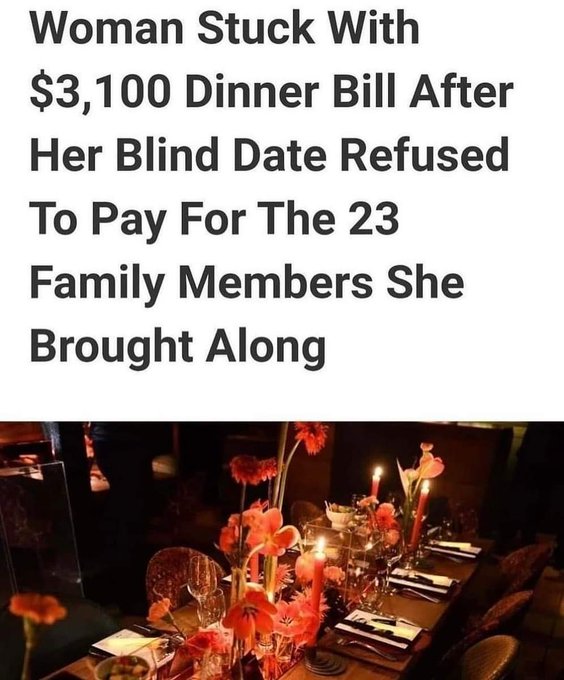 Woman Stuck With
$3,100 Dinner Bill After
Her Blind Date Refused
To Pay For The 23
Family Members She
Brought Along